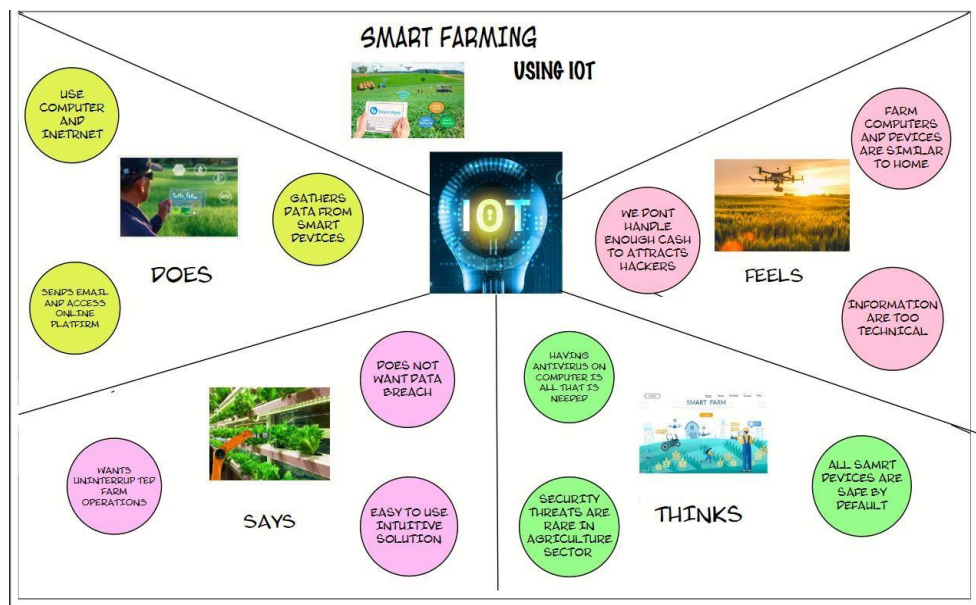 SMART FARMING
USING IOT
SMART FARM
USE
COMPUTER
AND
INETRNET
GATHERS
DATA FROM
SMART
DEVICES
SENDS EMAIL
AND ACCESS
ONLINE
PLATFIRM
DOES
IOT
FARM
COMPUTERS
AND DEVICES
ARE SIMILAR
TO HOME
WE DONT
HANDLE
ENOUGH CASH
TO ATTRACTS
HACKERS
FEELS
INFORMATION
ARE TOO
TECHNICAL
DOES NOT
WANT DATA
BREACH
WANTS
UNINTERRUP TED
FARM
OPERATIONS
SAYS
EASY TO USE
INTUITIVE
SOLUTION
HAVING
ANTIVIRUS ON
COMPUTER IS
ALL THAT IS
NEEDED
SMART FARM
SECURITY
THREATS ARE
RARE IN
AGRICULTURE
SECTOR
THINKS
ALL SAMRT
DEVICES ARE
SAFE BY
DEFAULT